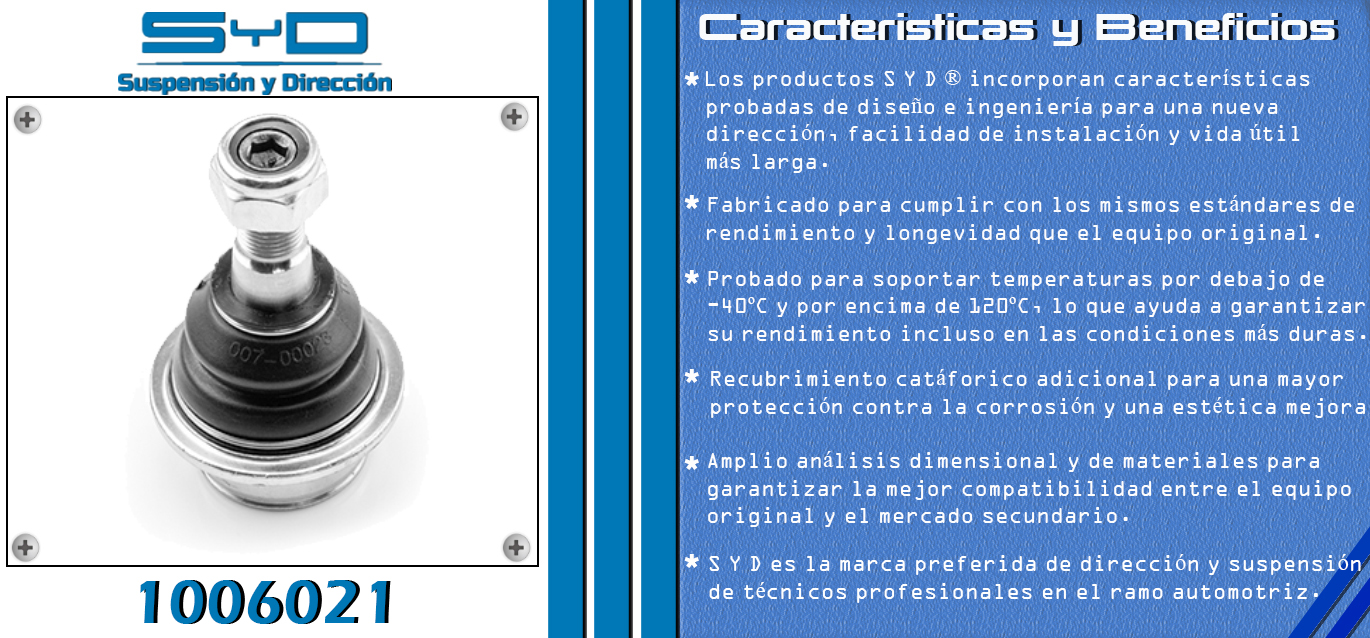 SYD
Suspensión y Dirección
007-00023
1006021
Caracteristicas y Beneficios
* Los productos S Y D ® incorporan características
probadas de diseño e ingeniería para una nueva
dirección, facilidad de instalación y vida útil
más larga.
* Fabricado para cumplir con los mismos estándares de
rendimiento y longevidad que el equipo original.
* Probado para soportar temperaturas por debajo de
-40°C y por encima de 120°C, lo que ayuda a garantizar
su rendimiento incluso en las condiciones más duras.
* Recubrimiento catáforico adicional para una mayor
protección contra la corrosión y una estética mejora
* Amplio análisis dimensional y de materiales para
garantizar la mejor compatibilidad entre el equipo
original y el mercado secundario.
* S Y D es la marca preferida de dirección y suspensión
de técnicos profesionales en el ramo automotriz.